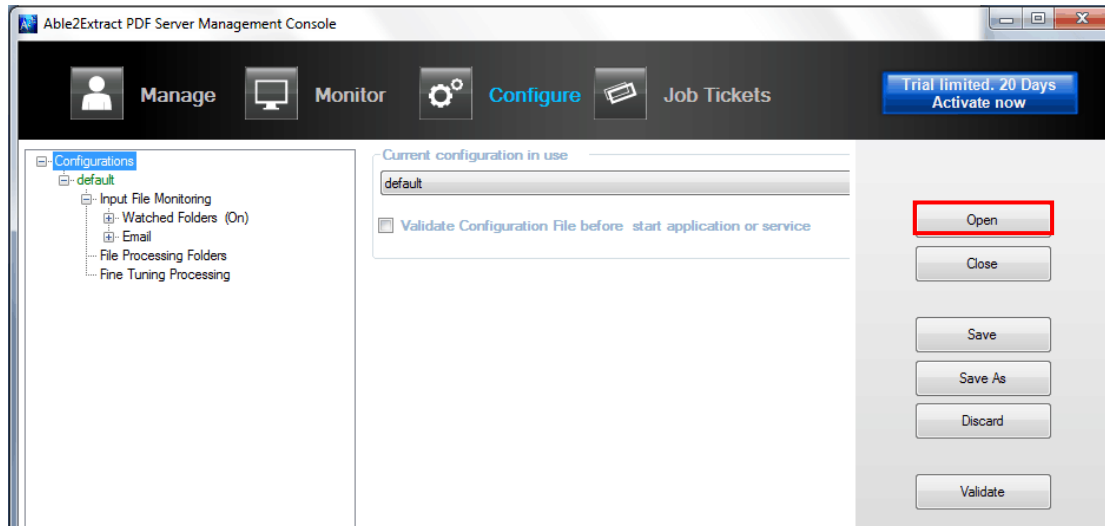 Able2Extract PDF Server Management Console
Manage
Monitor
Configure
Job Tickets
Trial limited. 20 Days
Activate now
Configurations
default
Input File Monitoring
Watched Folders (On)
Email
File Processing Folders
Fine Tuning Processing
Current configuration in use
default
Validate Configuration File before start application or service
Open
Close
Save
Save As
Discard
Validate